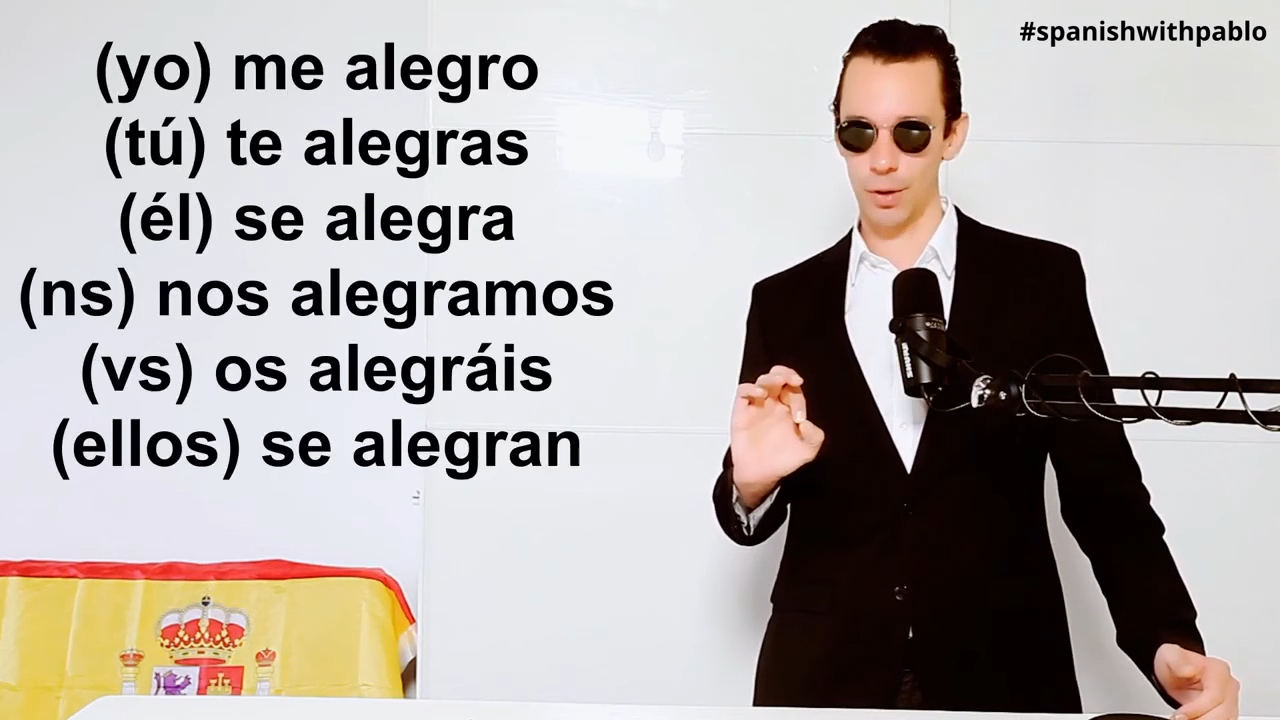 #spanishwithpablo
(yo) me alegro
(tú) te alegras
(él) se alegra
(ns) nos alegramos
(vs) os alegráis
(ellos) se alegran